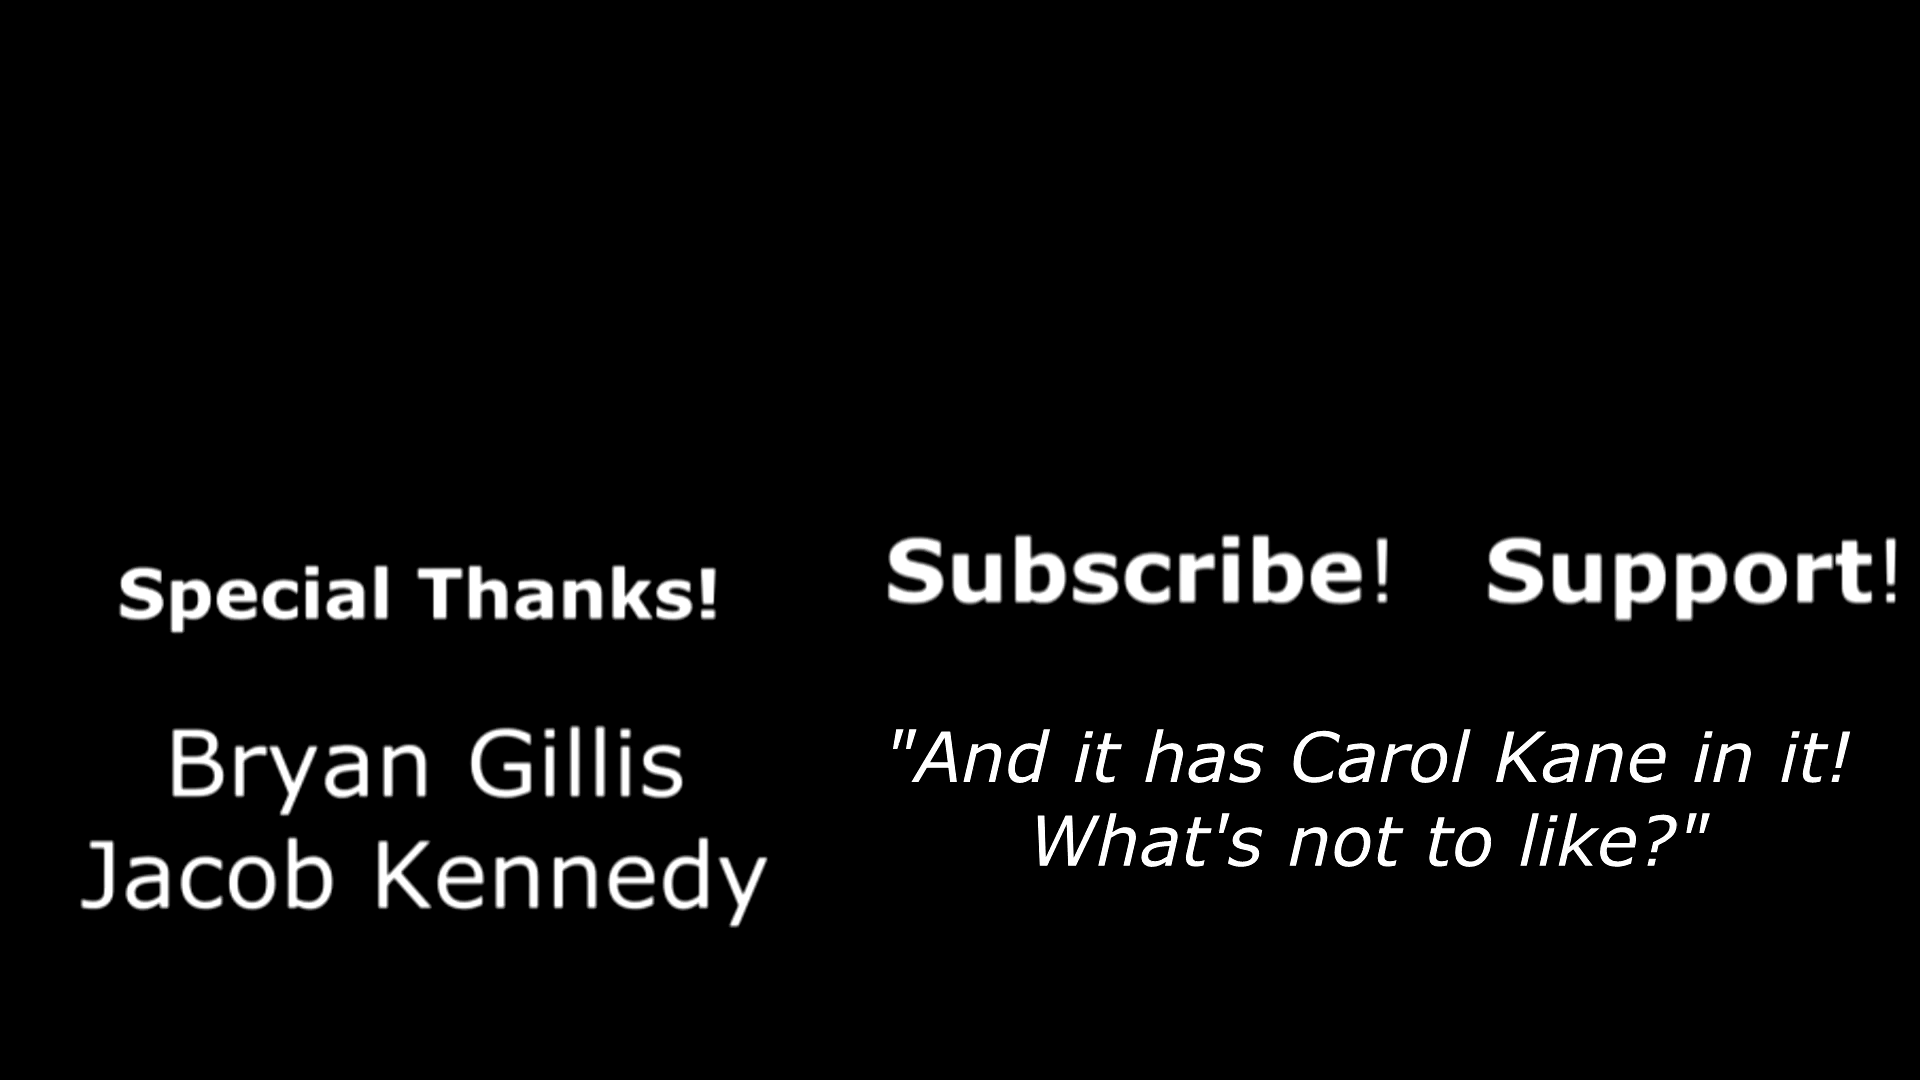 Special Thanks!
Bryan Gillis
Jacob Kennedy
Subscribe! Support!
"And it has Carol Kane in it!
What's not to like?"